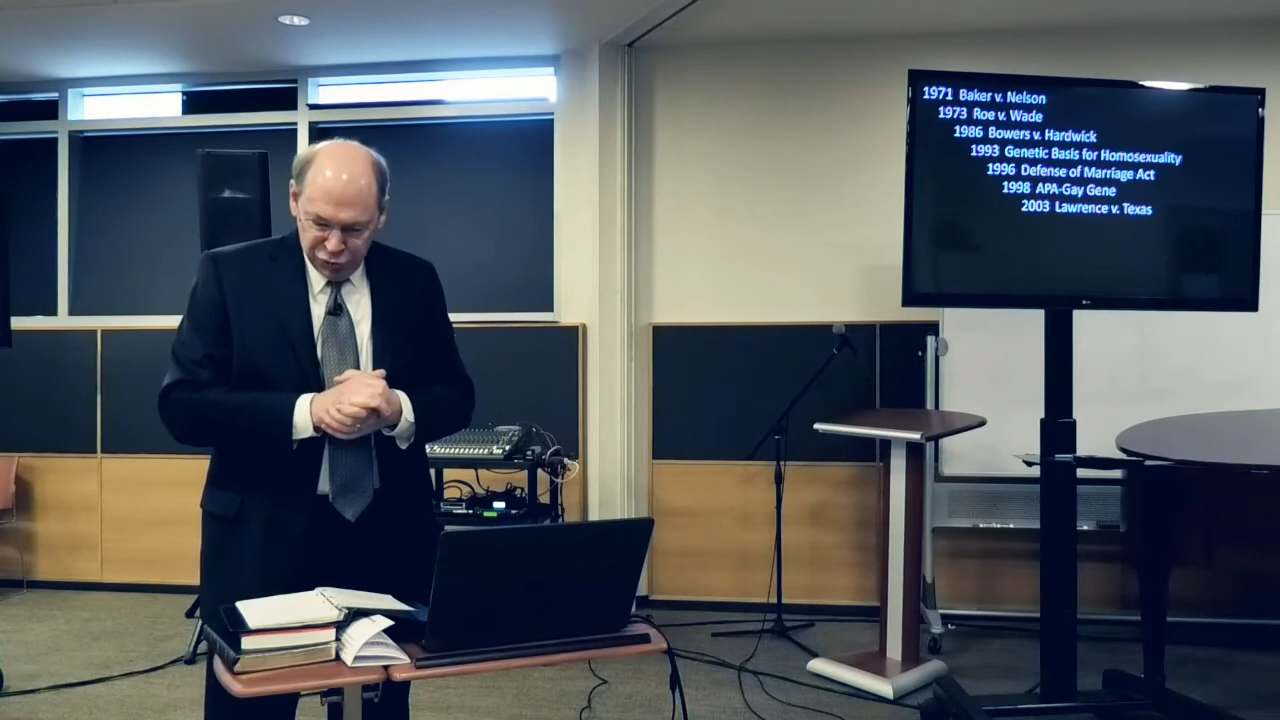 1971 Baker v. Nelson
1973 Roe v. Wade
1986 Bowers v. Hardwick
1993 Genetic Basis for Homosexuality
1996 Defense of Marriage Act
1998 APA-Gay Gene
2003 Lawrence v. Texas
LG